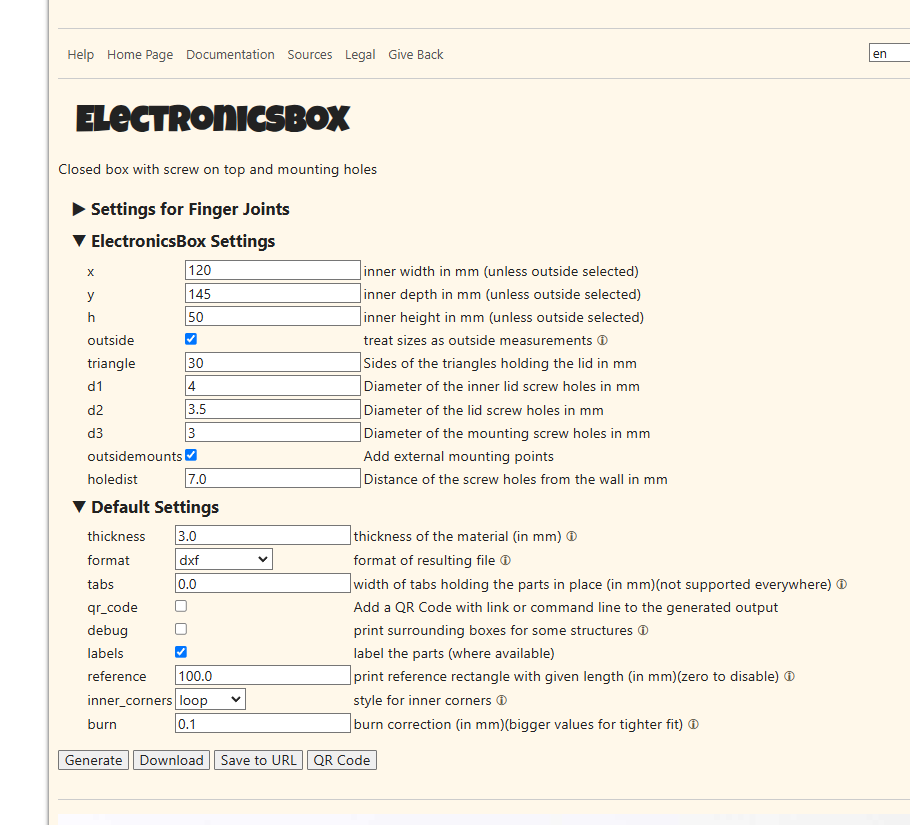 Help Home Page Documentation Sources Legal Give Back en
ElectronicsBox
Closed box with screw on top and mounting holes
▶ Settings for Finger Joints
▼ ElectronicsBox Settings
x 120 inner width in mm (unless outside selected)
y 145 inner depth in mm (unless outside selected)
h 50 inner height in mm (unless outside selected)
outside treat sizes as outside measurements ⓘ
triangle 30 Sides of the triangles holding the lid in mm
d1 4 Diameter of the inner lid screw holes in mm
d2 3.5 Diameter of the lid screw holes in mm
d3 3 Diameter of the mounting screw holes in mm
outsidemounts Add external mounting points
holedist 7.0 Distance of the screw holes from the wall in mm
▼ Default Settings
thickness 3.0 thickness of the material (in mm) ⓘ
format dxf format of resulting file ⓘ
tabs 0.0 width of tabs holding the parts in place (in mm)(not supported everywhere) ⓘ
qr_code Add a QR Code with link or command line to the generated output
debug print surrounding boxes for some structures ⓘ
labels label the parts (where available)
reference 100.0 print reference rectangle with given length (in mm)(zero to disable) ⓘ
inner_corners loop style for inner corners ⓘ
burn 0.1 burn correction (in mm)(bigger values for tighter fit) ⓘ
Generate Download Save to URL QR Code